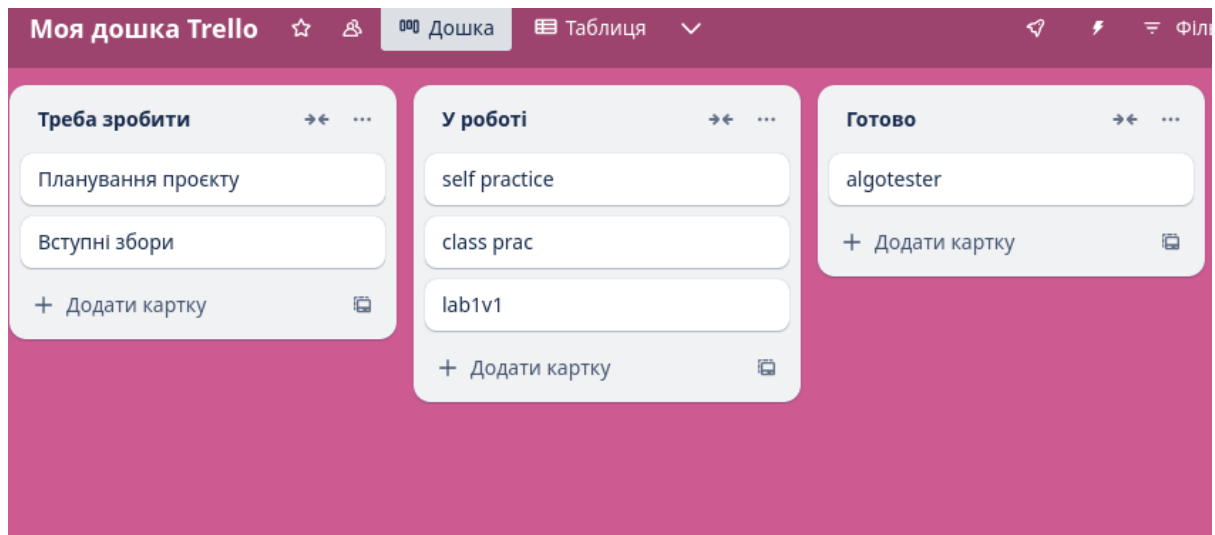 Моя дошка Trello
Дошка
Таблиця
Треба зробити
Планування проєкту
Вступні збори
+ Додати картку
У роботі
self practice
class prac
lab1v1
+ Додати картку
Готово
algotester
+ Додати картку